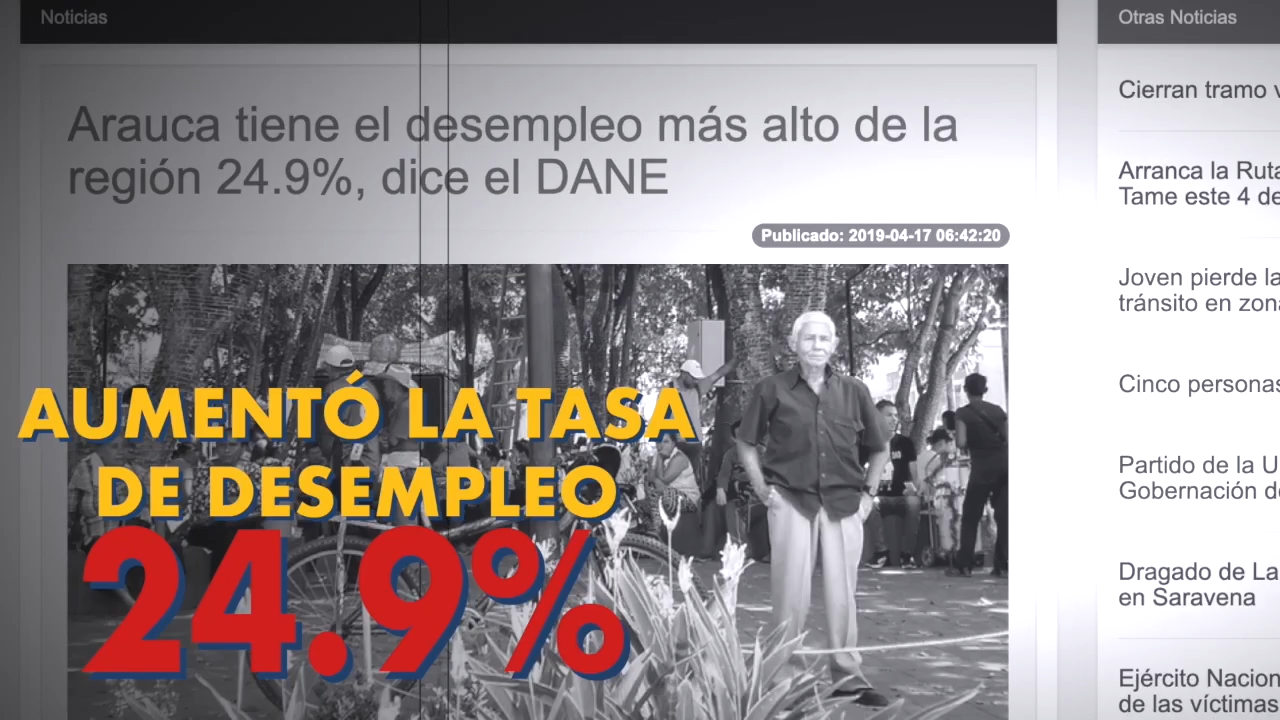 Noticias
Arauca tiene el desempleo más alto de la
región 24.9%, dice el DANE
Publicado: 2019-04-17 06:42:20
AUMENTÓ LA TASA
DE DESEMPLEO
24.9%
Otras Noticias
Cierran tramo
Arranca la Ruta
Tame este 4 de
Joven pierde la
tránsito en
Cinco personas
Partido de la U
Gobernación
Dragado de La
en Saravena
Ejército
de las víctimas